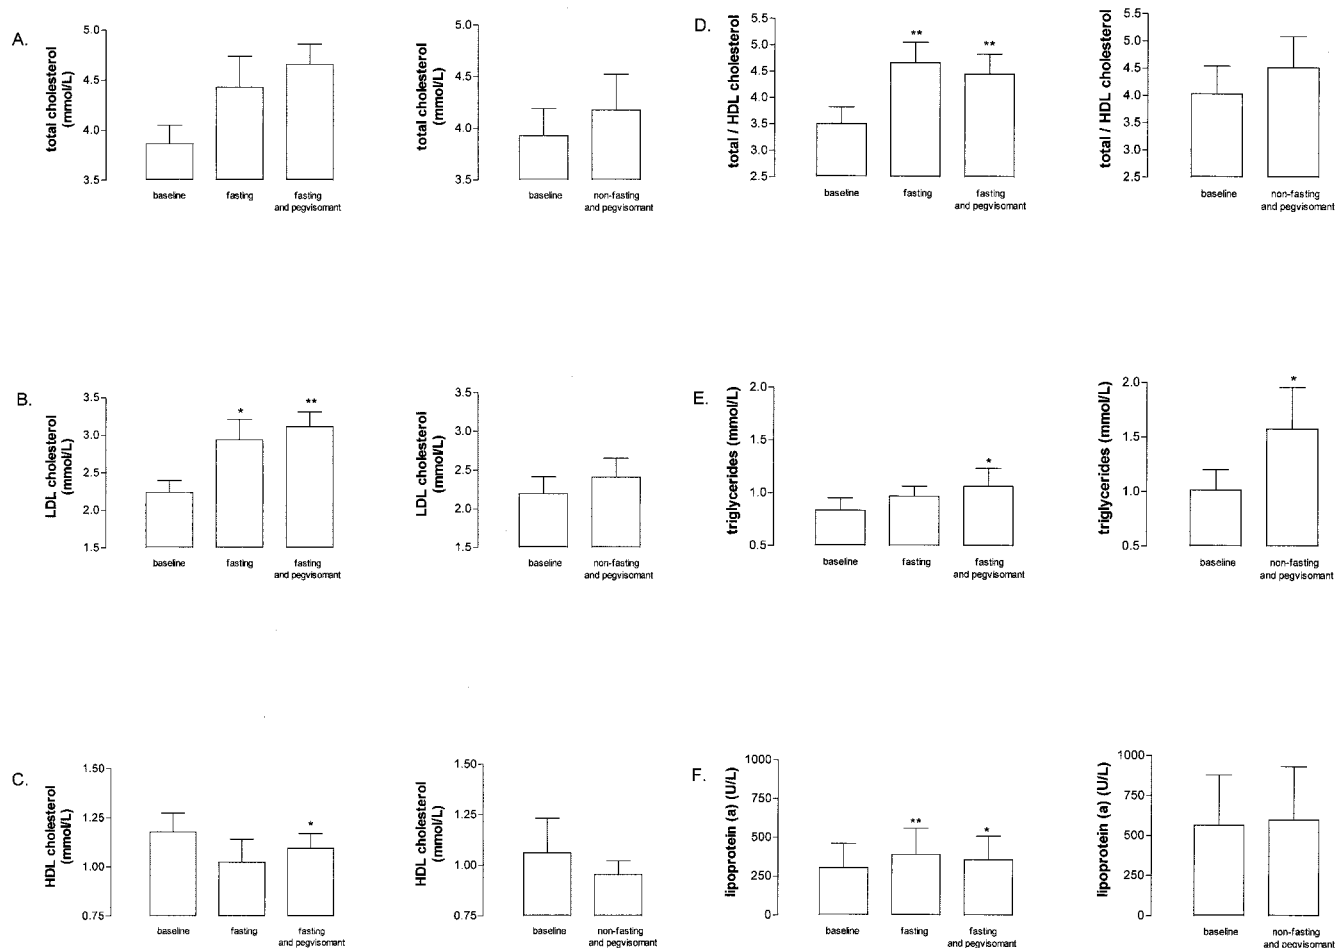 A.
total cholesterol
(mmol/L)
5.0
4.5
4.0
3.5
baseline
fasting
fasting
and pegvisomant
total cholesterol
(mmol/L)
5.0
4.5
4.0
3.5
baseline
non-fasting
and pegvisomant
D.
total / HDL cholesterol
5.5
5.0
4.5
4.0
3.5
3.0
2.5
**
**
baseline
fasting
fasting
and pegvisomant
total / HDL cholesterol
5.5
5.0
4.5
4.0
3.5
3.0
2.5
baseline
non-fasting
and pegvisomant
B.
LDL cholesterol
(mmol/L)
3.5
3.0
2.5
2.0
1.5
*
**
baseline
fasting
fasting
and pegvisomant
LDL cholesterol
(mmol/L)
3.5
3.0
2.5
2.0
1.5
baseline
non-fasting
and pegvisomant
E.
triglycerides (mmol/L)
2.0
1.5
1.0
0.5
*
baseline
fasting
fasting
and pegvisomant
triglycerides (mmol/L)
2.0
1.5
1.0
0.5
*
baseline
non-fasting
and pegvisomant
C.
HDL cholesterol
(mmol/L)
1.50
1.25
1.00
0.75
*
baseline
fasting
fasting
and pegvisomant
HDL cholesterol
(mmol/L)
1.50
1.25
1.00
0.75
baseline
non-fasting
and pegvisomant
F.
lipoprotein (a) (U/L)
1000
750
500
250
0
**
*
baseline
fasting
fasting
and pegvisomant
lipoprotein (a) (U/L)
1000
750
500
250
0
baseline
non-fasting
and pegvisomant